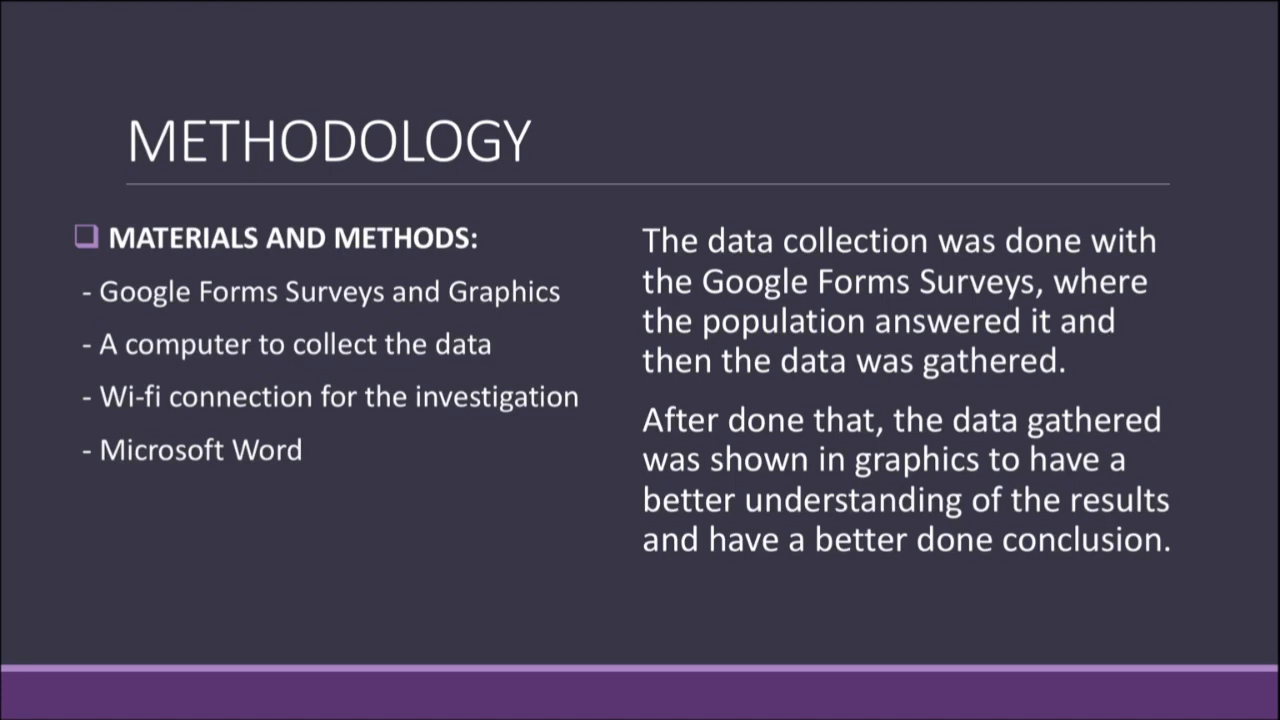 METHODOLOGY
MATERIALS AND METHODS:
- Google Forms Surveys and Graphics
- A computer to collect the data
- Wi-fi connection for the investigation
- Microsoft Word
The data collection was done with
the Google Forms Surveys, where
the population answered it and
then the data was gathered.
After done that, the data gathered
was shown in graphics to have a
better understanding of the results
and have a better done conclusion.